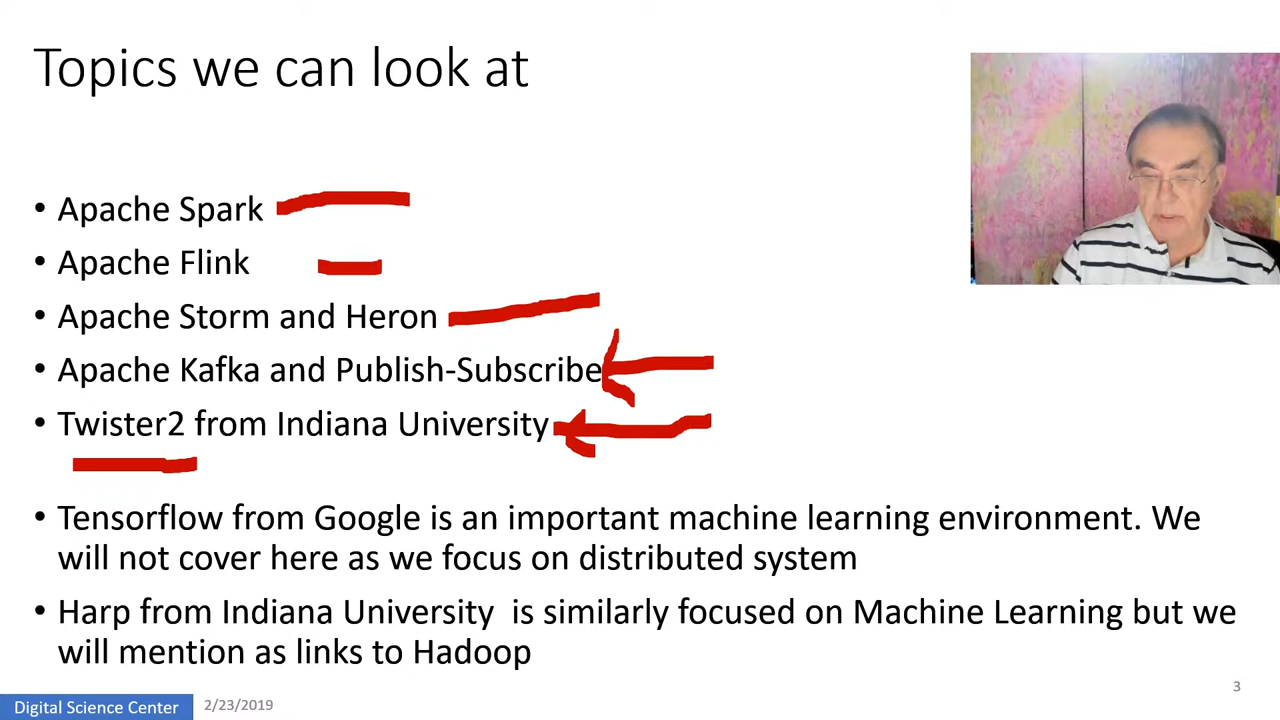 Topics we can look at
• Apache Spark
• Apache Flink
• Apache Storm and Heron
• Apache Kafka and Publish-Subscribe
• Twister2 from Indiana University
• Tensorflow from Google is an important machine learning environment. We
will not cover here as we focus on distributed system
• Harp from Indiana University  is similarly focused on Machine Learning but we
will mention as links to Hadoop
3
Digital Science Center
2/23/2019